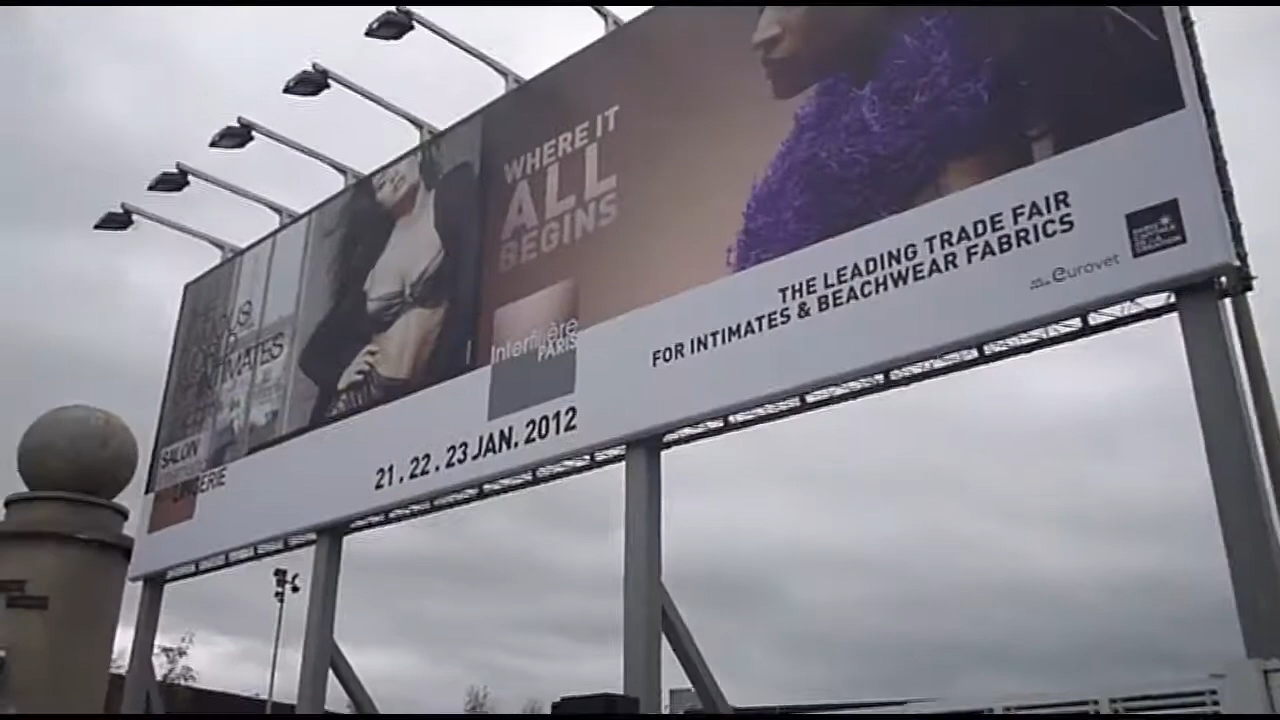 INTIMATES
SALON
LINGERIE
21 . 22 . 23 JAN. 2012
WHERE IT
ALL
BEGINS
Interfilière
PARIS
THE LEADING TRADE FAIR
FOR INTIMATES & BEACHWEAR FABRICS
eurovet